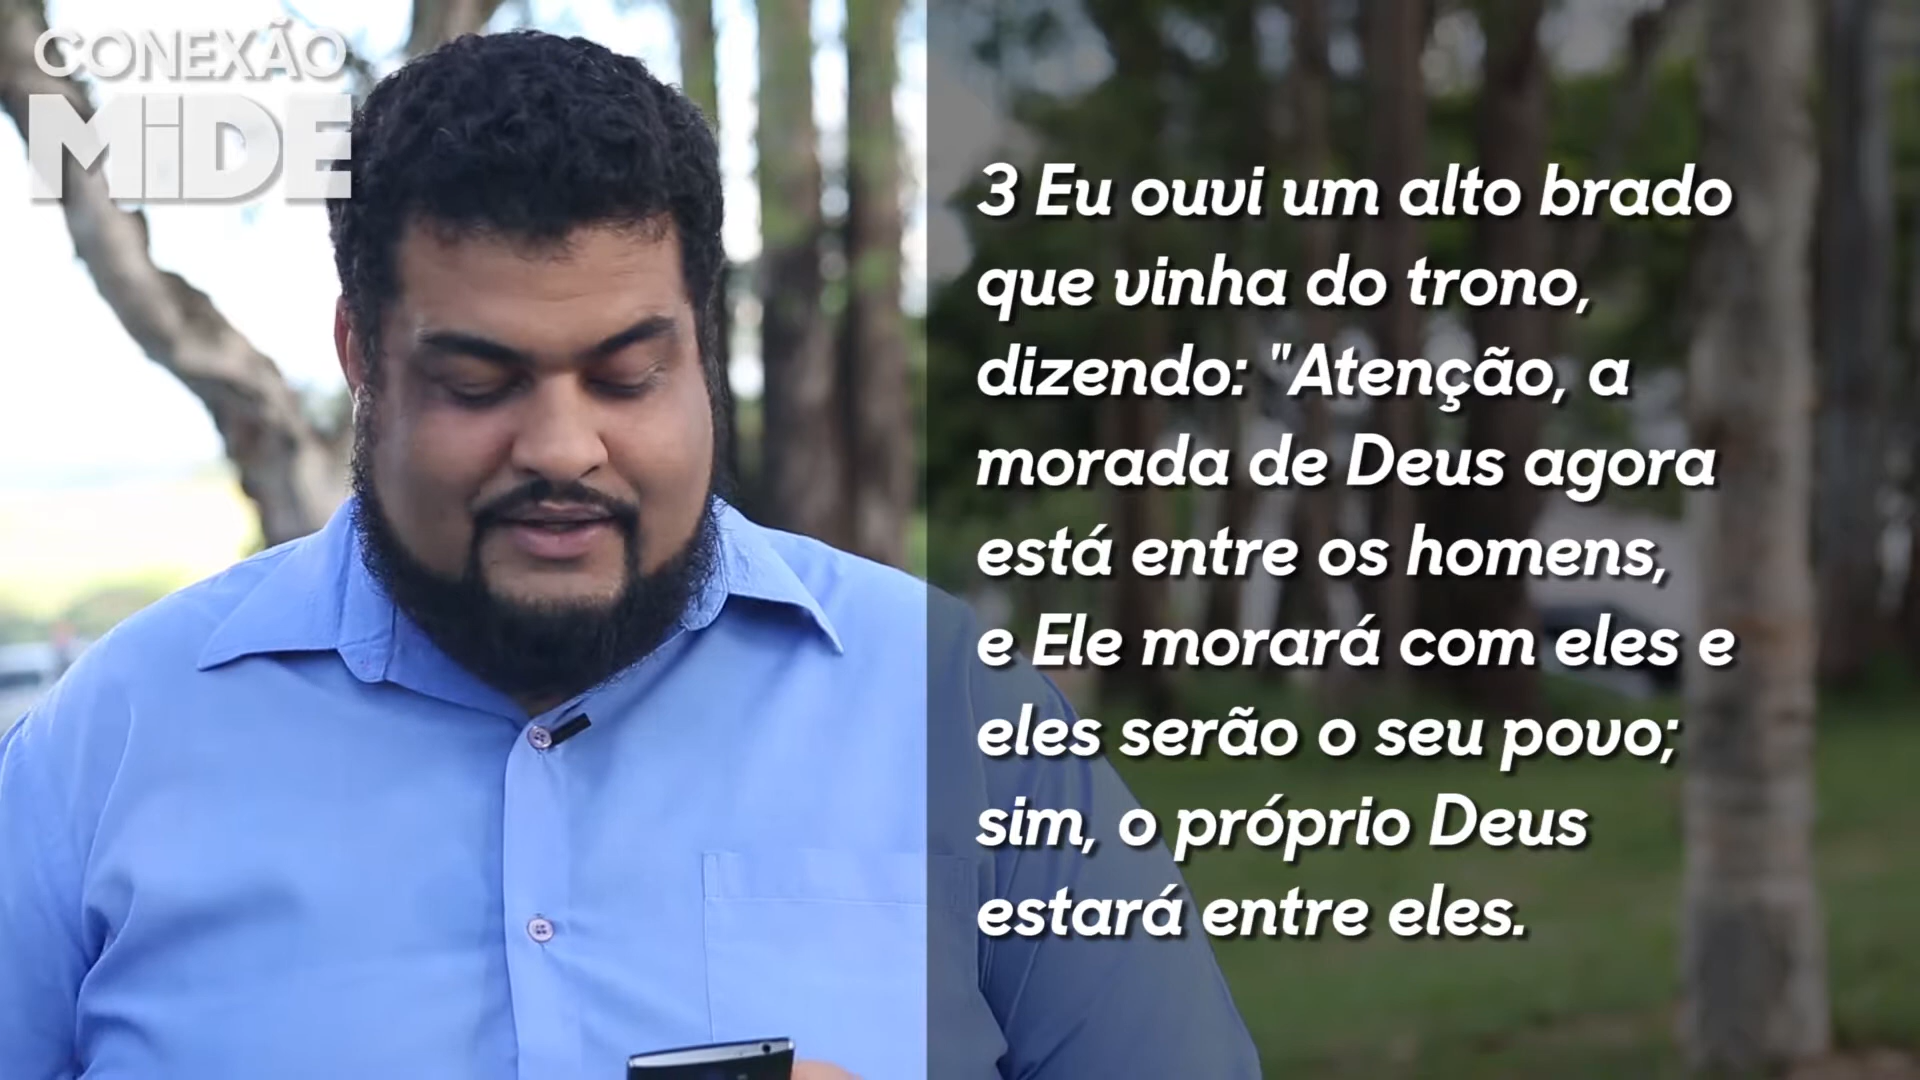 CONEXÃO
MiDE
3 Eu ouvi um alto brado
que vinha do trono,
dizendo: "Atenção, a
morada de Deus agora
está entre os homens,
e Ele morará com eles e
eles serão o seu povo;
sim, o próprio Deus
estará entre eles.